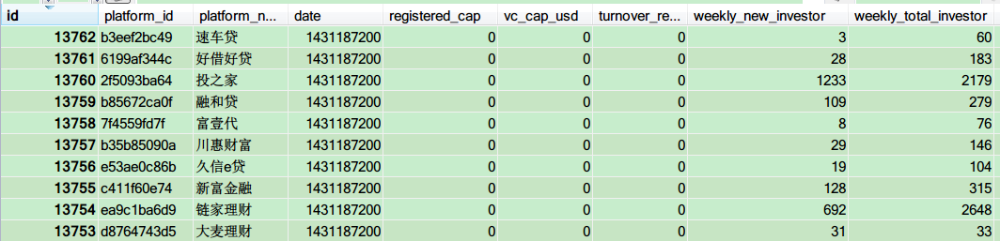 id platform_id platform_n... date registered_cap vc_cap_usd turnover_re... weekly_new_investor weekly_total_investor
13762 b3eef2bc49 速车贷 1431187200 0 0 0 3 60
13761 6199af344c 好借好贷 1431187200 0 0 0 28 183
13760 2f5093ba64 投之家 1431187200 0 0 0 1233 2179
13759 b85672ca0f 融和贷 1431187200 0 0 0 109 279
13758 7f4559fd7f 富壹代 1431187200 0 0 0 8 76
13757 b35b85090a 川惠财富 1431187200 0 0 0 29 146
13756 e53ae0c86b 久信e贷 1431187200 0 0 0 19 104
13755 c411f60e74 新富金融 1431187200 0 0 0 128 315
13754 ea9c1ba6d9 链家理财 1431187200 0 0 0 692 2648
13753 d8764743d5 大麦理财 1431187200 0 0 0 31 33